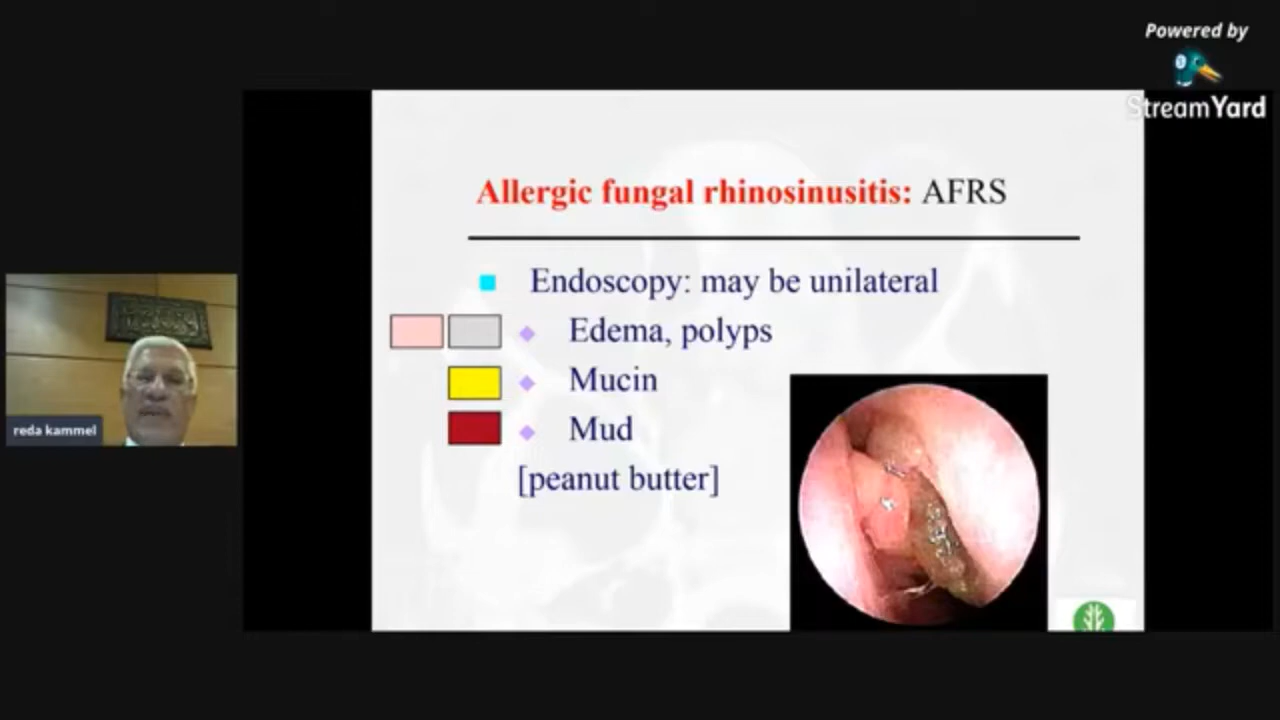 Powered by
StreamYard
Allergic fungal rhinosinusitis: AFRS
Endoscopy: may be unilateral
Edema, polyps
Mucin
Mud
[peanut butter]
reda kammel